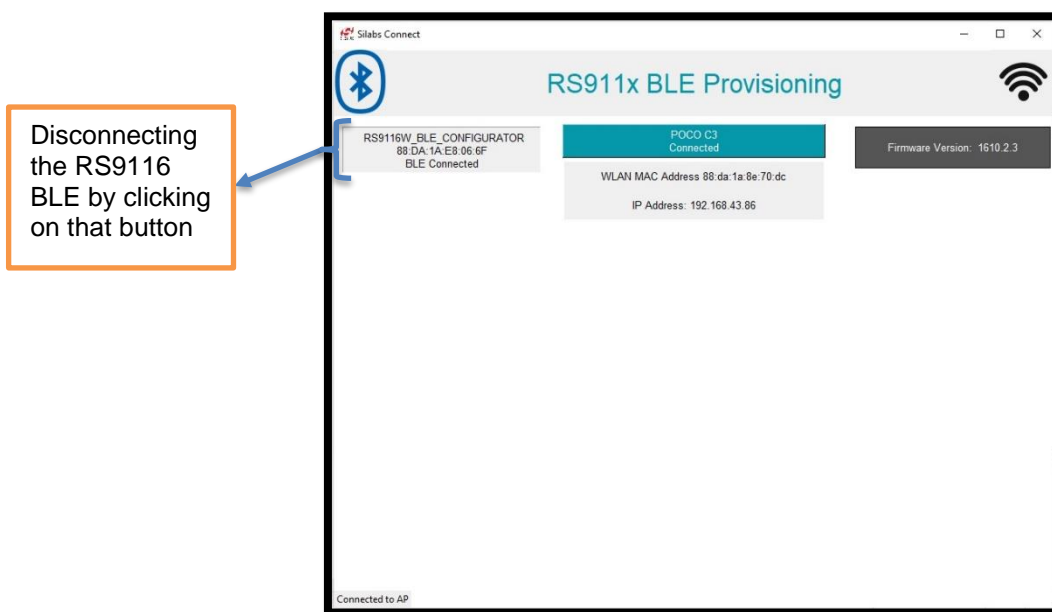 Silabs Connect
RS911x BLE Provisioning
Disconnecting
the RS9116
BLE by clicking
on that button
RS9116W_BLE_CONFIGURATOR
88:DA:1A:E8:06:6F
BLE Connected
POCO C3
Connected
WLAN MAC Address 88:da:1a:8e:70:dc
IP Address: 192.168.43.86
Firmware Version: 1610.2.3
Connected to AP